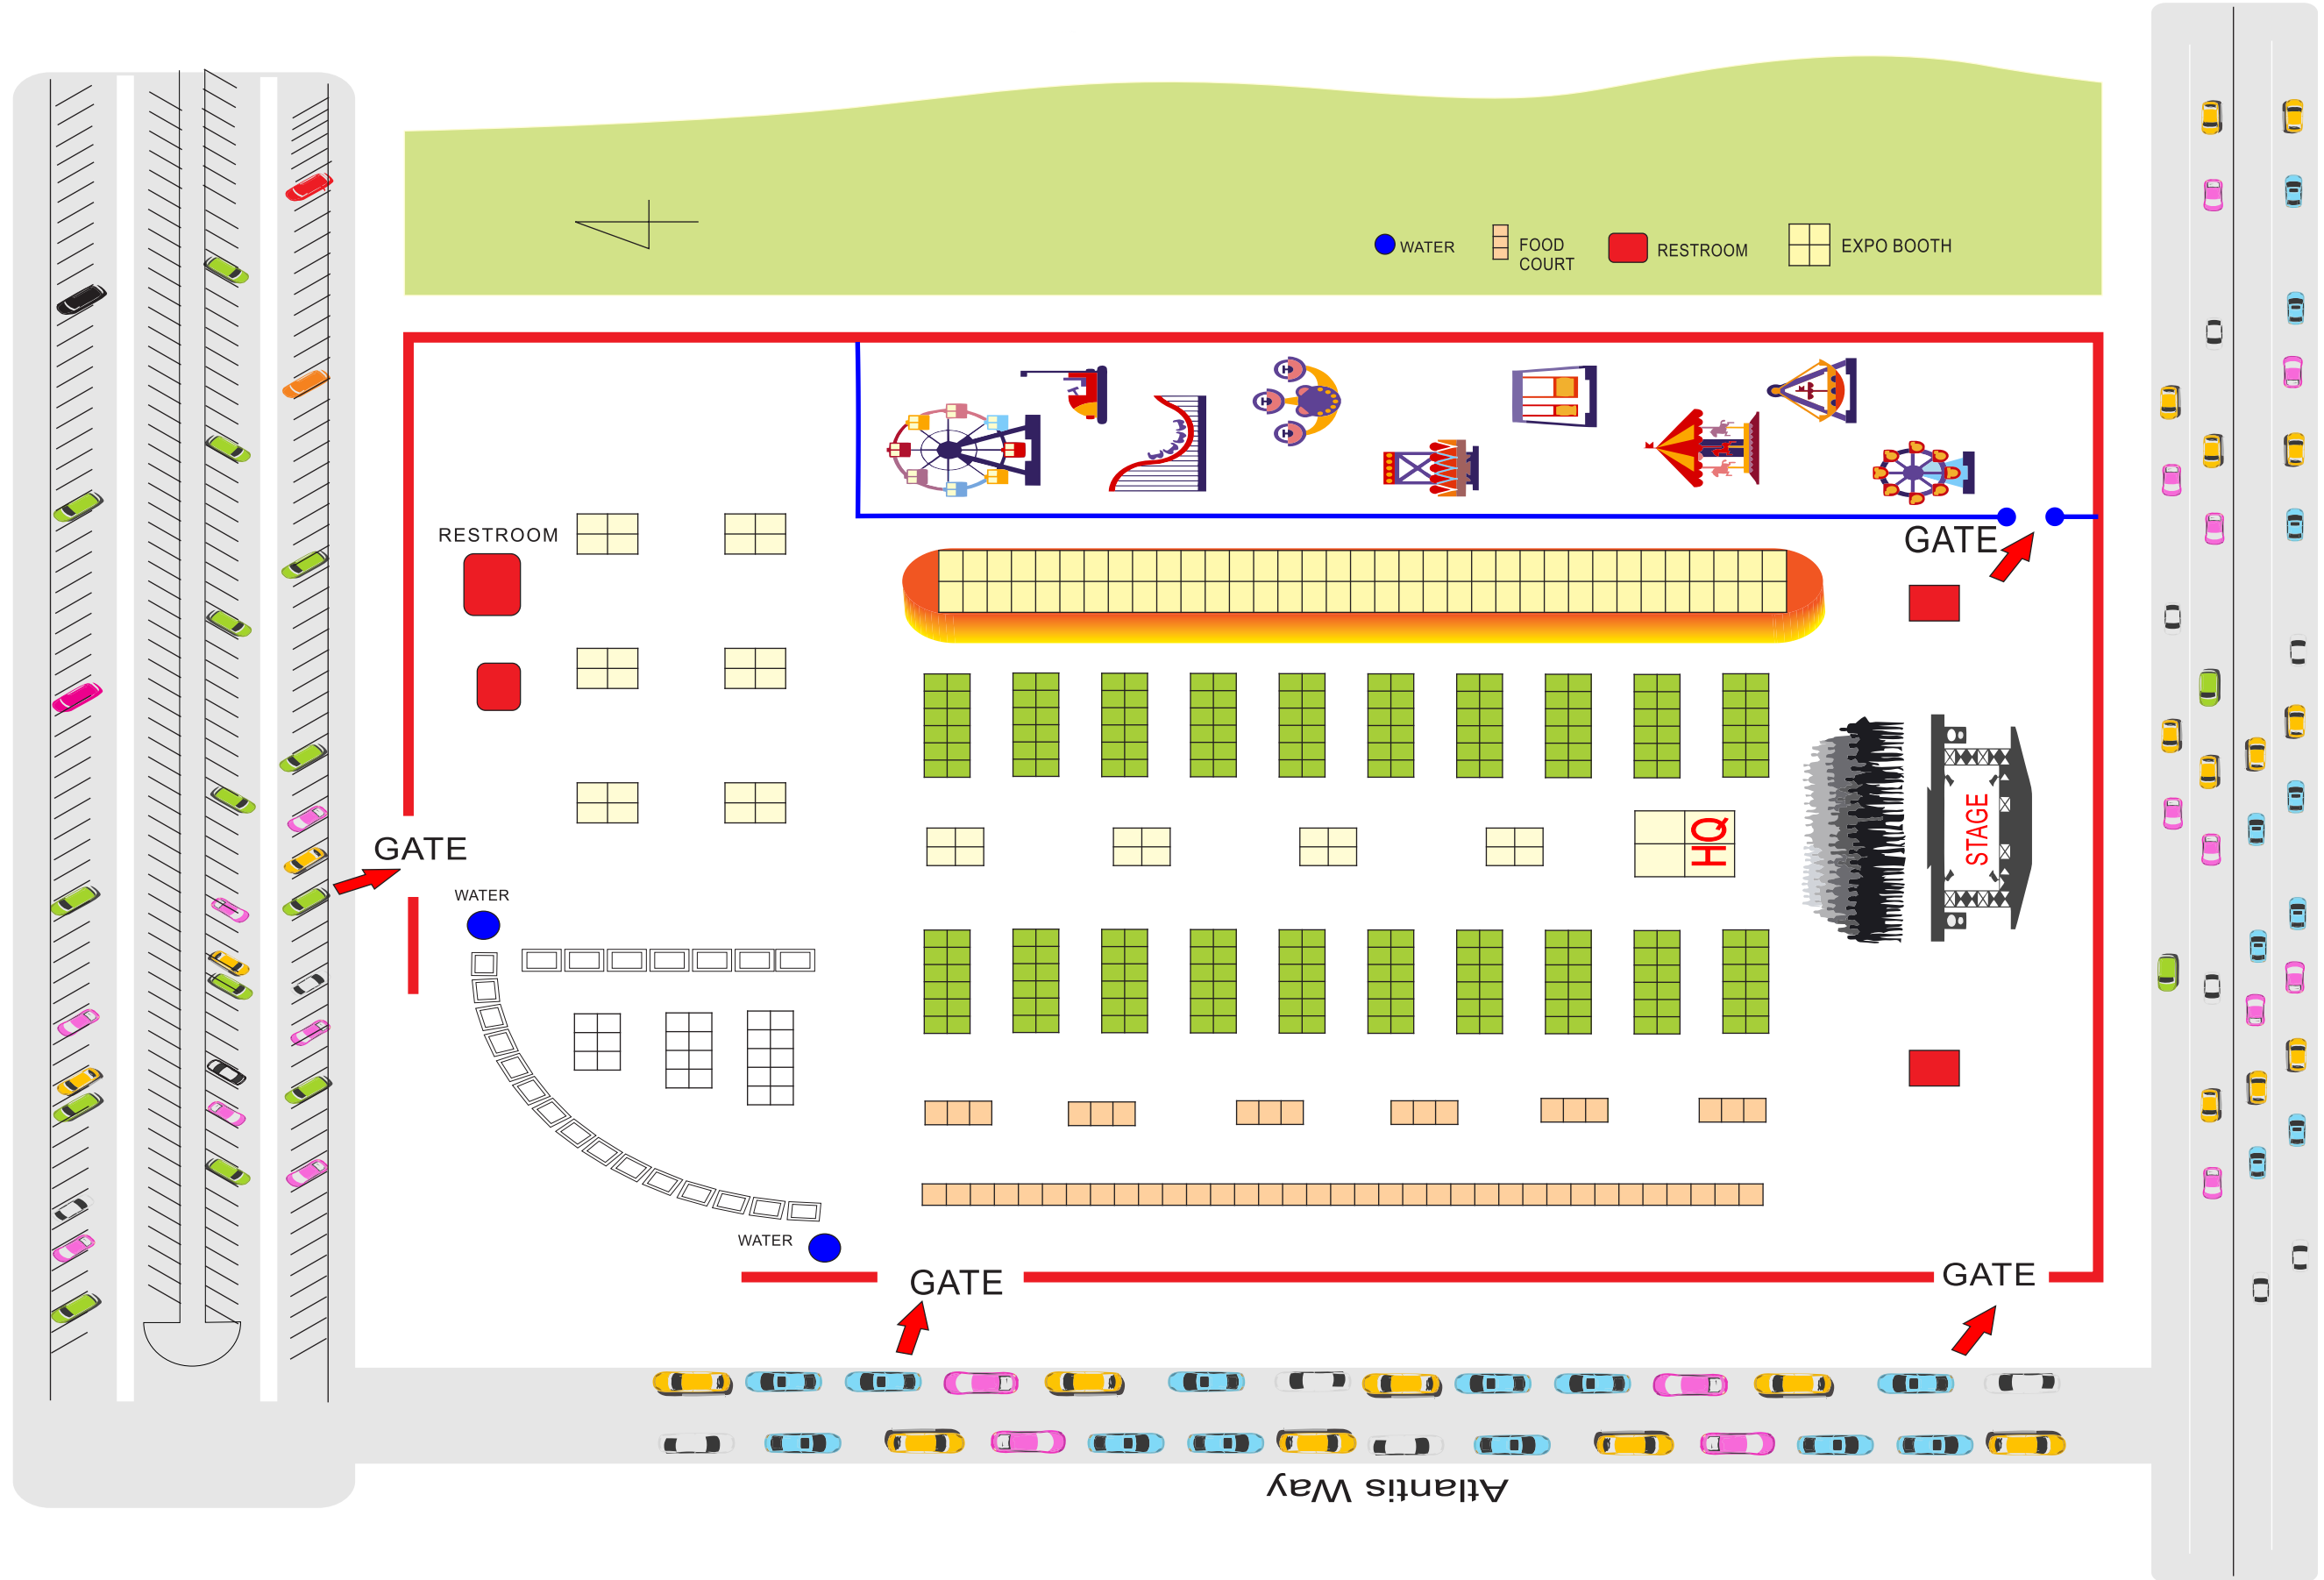 WATER
FOOD
COURT
RESTROOM
EXPO BOOTH
RESTROOM
GATE
GATE
HQ
STAGE
WATER
WATER
GATE
GATE
Atlantis Way